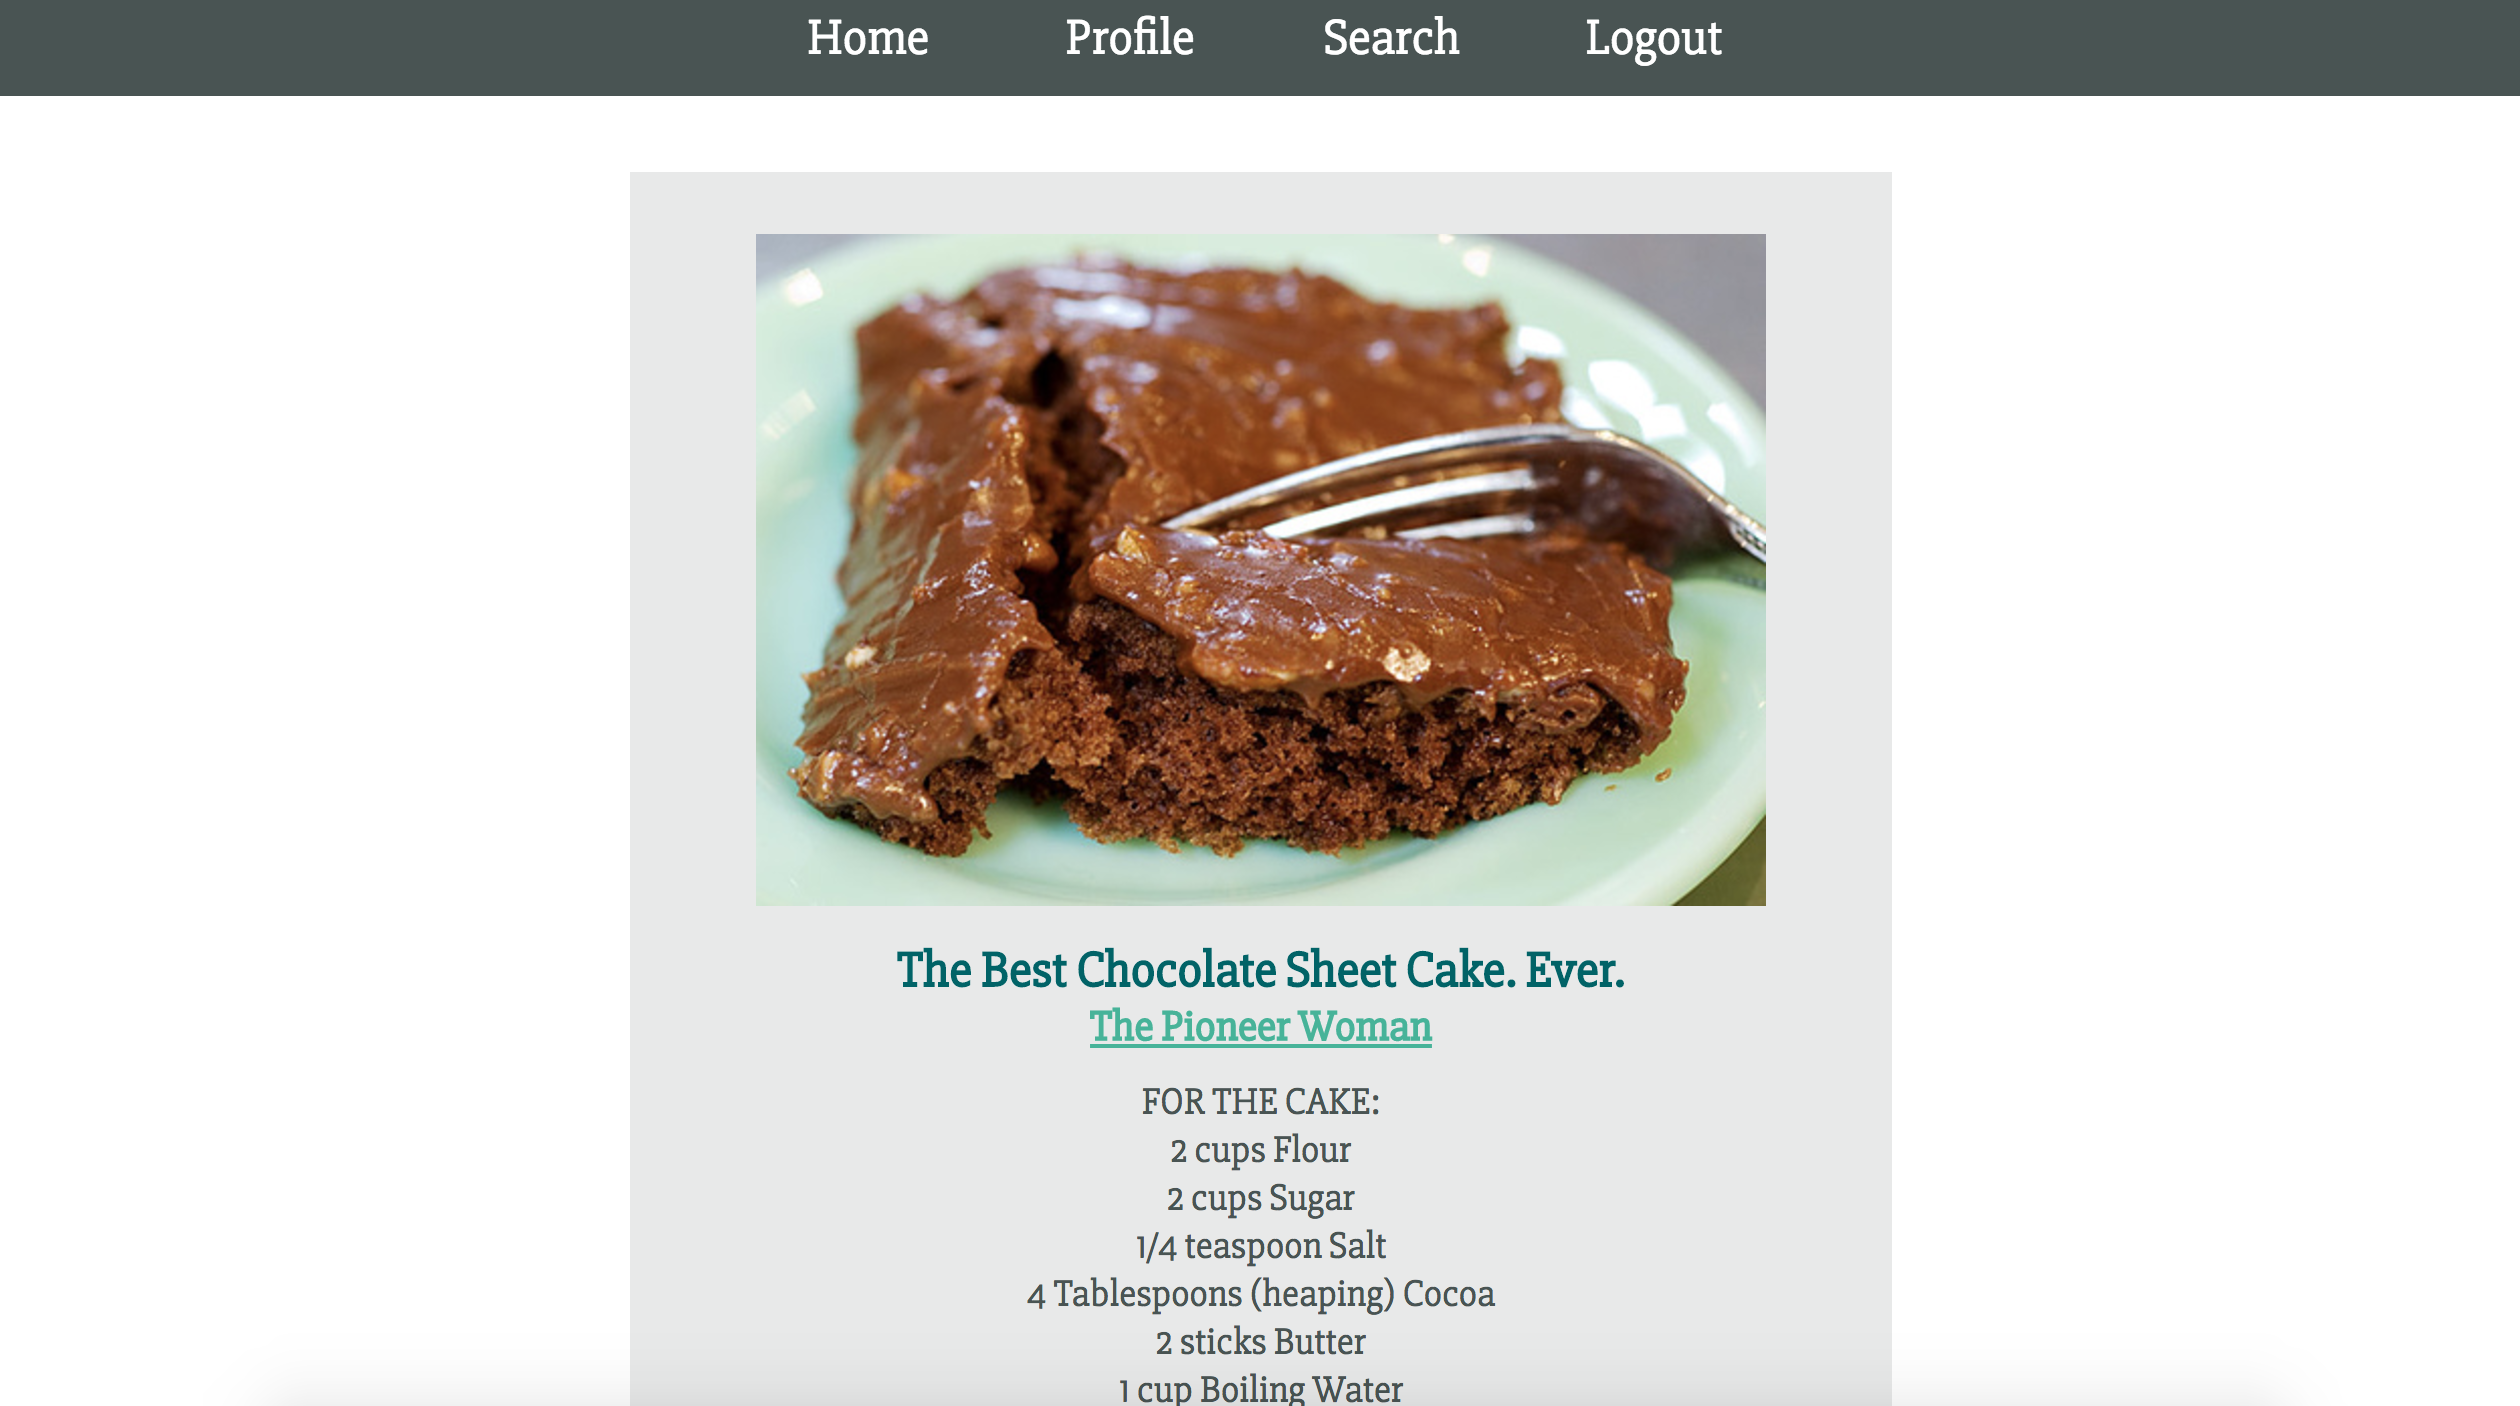 Home Profile Search Logout
The Best Chocolate Sheet Cake. Ever.
The Pioneer Woman
FOR THE CAKE:
2 cups Flour
2 cups Sugar
1/4 teaspoon Salt
4 Tablespoons (heaping) Cocoa
2 sticks Butter
1 cup Boiling Water